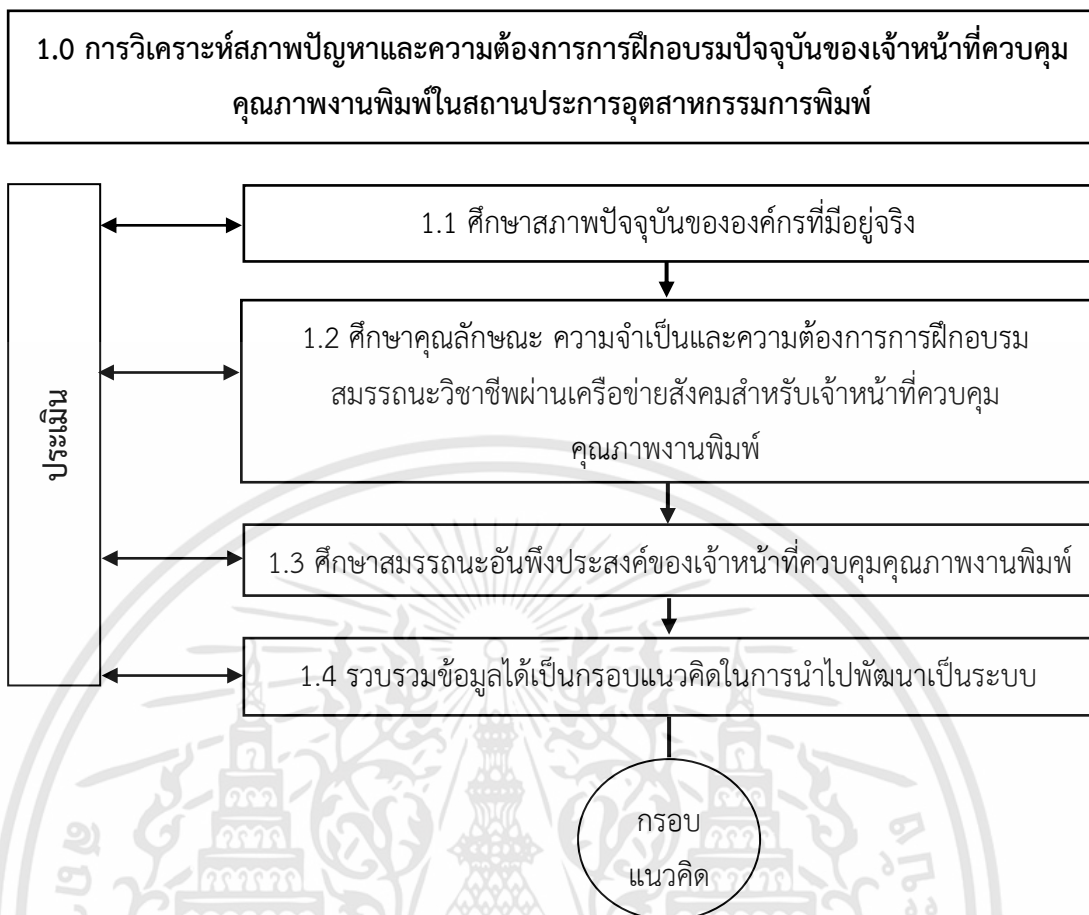 1.0 การวิเคราะห์สภาพปัญหาและความต้องการการฝึกอบรมปัจจุบันของเจ้าหน้าที่ควบคุม
คุณภาพงานพิมพ์ในสถานประการอุตสาหกรรมการพิมพ์
ประเมิน
1.1 ศึกษาสภาพปัจจุบันขององค์กรที่มีอยู่จริง
1.2 ศึกษาคุณลักษณะ ความจำเป็นและความต้องการการฝึกอบรม
สมรรถนะวิชาชีพผ่านเครือข่ายสังคมสำหรับเจ้าหน้าที่ควบคุม
คุณภาพงานพิมพ์
1.3 ศึกษาสมรรถนะอันพึงประสงค์ของเจ้าหน้าที่ควบคุมคุณภาพงานพิมพ์
1.4 รวบรวมข้อมูลได้เป็นกรอบแนวคิดในการนำไปพัฒนาเป็นระบบ
กรอบ
แนวคิด